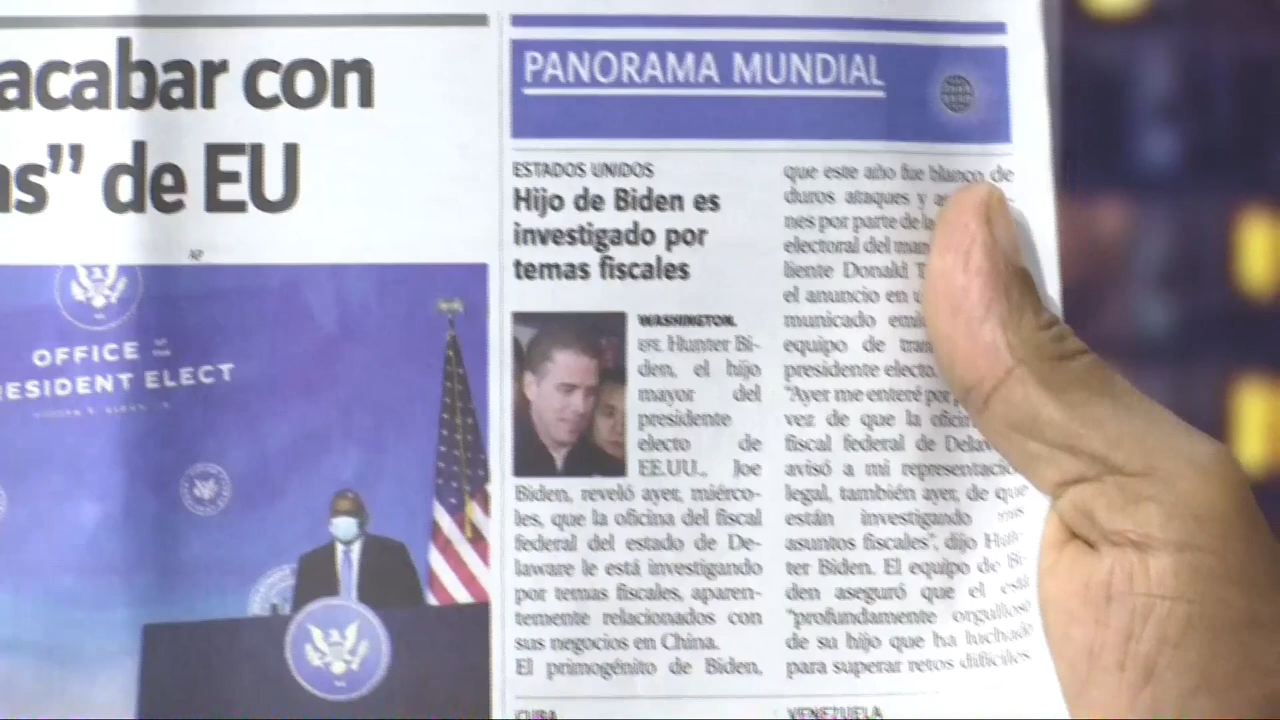 acabar con
de EU
AP
OFFICE OF THE
RESIDENT ELECT
PANORAMA MUNDIAL
ESTADOS UNIDOS
Hijo de Biden es
investigado por
temas fiscales
WASHINGTON.
EFE. Hunter Bi-
den, el hijo
mayor del
presidente
electo de
EE.UU., Joe
Biden, reveló ayer, miérco-
les, que la oficina del fiscal
federal del estado de De-
laware le está investigando
por temas fiscales, aparen-
temente relacionados con
sus negocios en China.
El primogénito de Biden,
que este año fue blanco de
duros ataques y
nes por parte de la
electoral del
liente Donald
el anuncio en
municado
equipo de
presidente electo.
"Ayer me enteré por
vez de que la
fiscal federal de
avisó a mi
legal, también ayer, de que
están investigando mis
asuntos fiscales", dijo Hun-
ter Biden. El equipo de Bi-
den aseguró que el está
"profundamente orgulloso
de su hijo que ha luchado
para superar retos difíciles
CUBA
VENEZUELA